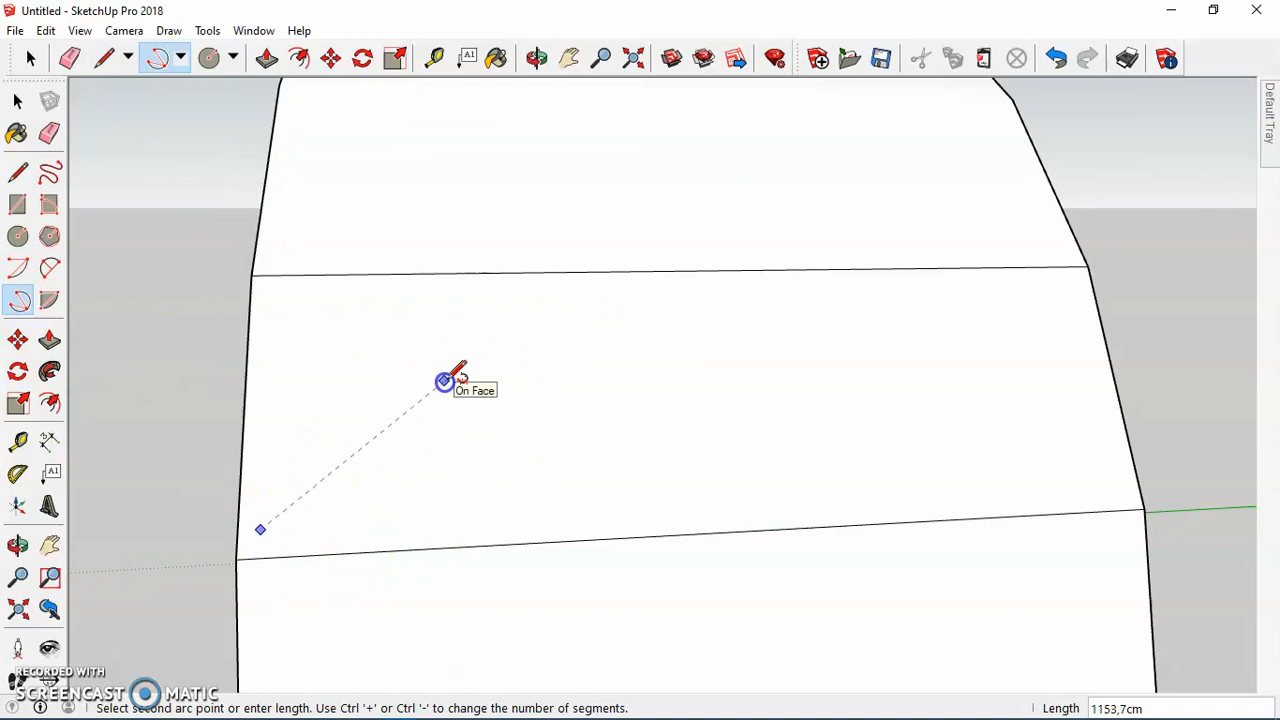 Untitled - SketchUp Pro 2018
File Edit View Camera Draw Tools Window Help
A1
Default Tray
On Face
A1
RECORDED WITH
SCREENCAST MATIC
Select second arc point or enter length. Use Ctrl '+' or Ctrl '-' to change the number of segments.
Length 1153,7cm